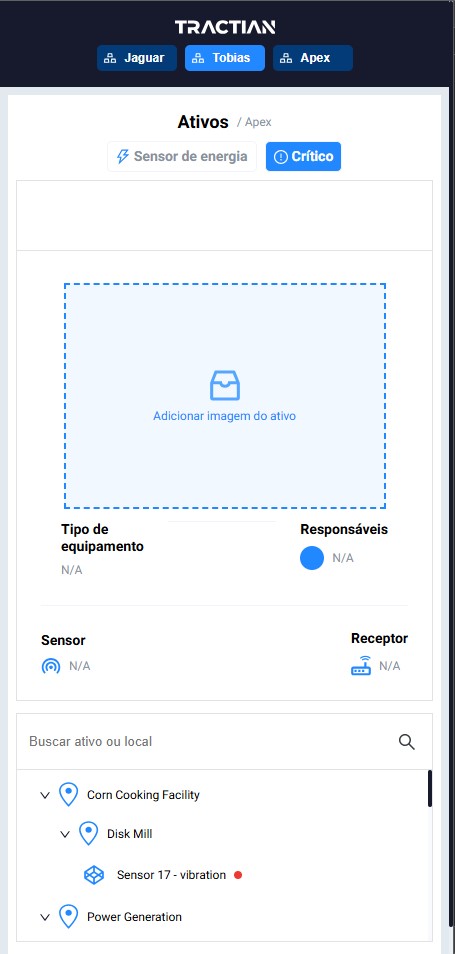 TRACTIAN
Jaguar
Tobias
Apex
Ativos / Apex
Sensor de energia
Crítico
Adicionar imagem do ativo
Tipo de
equipamento
N/A
Responsáveis
N/A
Sensor
N/A
Receptor
N/A
Buscar ativo ou local
Corn Cooking Facility
Disk Mill
Sensor 17 - vibration
Power Generation